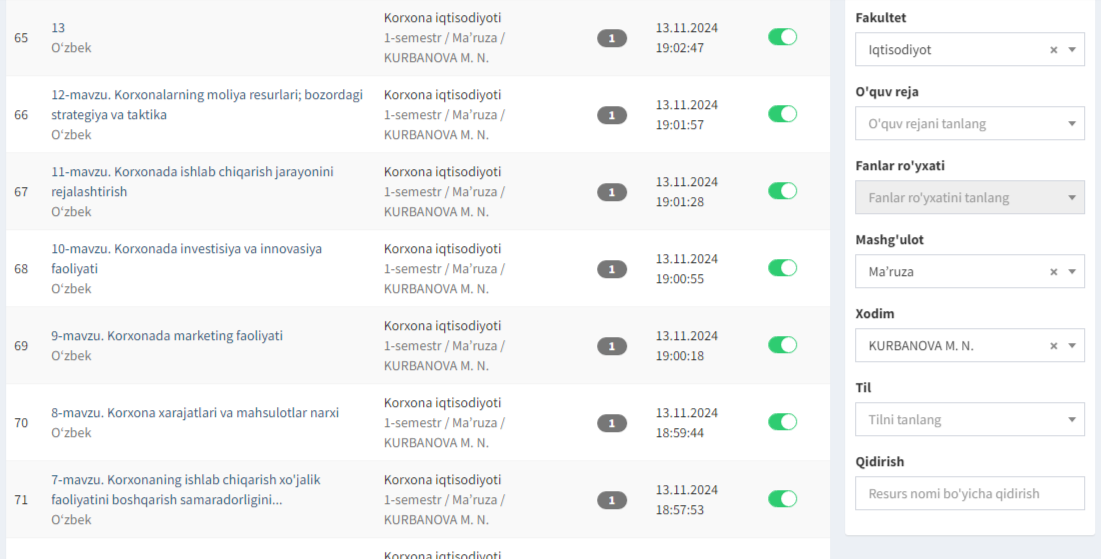 65
13
O‘zbek
Korxona iqtisodiyoti
1-semestr / Ma’ruza /
KURBANOVA M. N.
1
13.11.2024
19:02:47
66
12-mavzu. Korxonalarning moliya resurlari; bozordagi
strategiya va taktika
O‘zbek
Korxona iqtisodiyoti
1-semestr / Ma’ruza /
KURBANOVA M. N.
1
13.11.2024
19:01:57
67
11-mavzu. Korxonada ishlab chiqarish jarayonini
rejalashtirish
O‘zbek
Korxona iqtisodiyoti
1-semestr / Ma’ruza /
KURBANOVA M. N.
1
13.11.2024
19:01:28
68
10-mavzu. Korxonada investisiya va innovasiya
faoliyati
O‘zbek
Korxona iqtisodiyoti
1-semestr / Ma’ruza /
KURBANOVA M. N.
1
13.11.2024
19:00:55
69
9-mavzu. Korxonada marketing faoliyati
O‘zbek
Korxona iqtisodiyoti
1-semestr / Ma’ruza /
KURBANOVA M. N.
1
13.11.2024
19:00:18
70
8-mavzu. Korxona xarajatlari va mahsulotlar narxi
O‘zbek
Korxona iqtisodiyoti
1-semestr / Ma’ruza /
KURBANOVA M. N.
1
13.11.2024
18:59:44
71
7-mavzu. Korxonaning ishlab chiqarish xo'jalik
faoliyatini boshqarish samaradorligini...
O‘zbek
Korxona iqtisodiyoti
1-semestr / Ma’ruza /
KURBANOVA M. N.
1
13.11.2024
18:57:53
Korxona iqtisodiyoti
Fakultet
Iqtisodiyot
O'quv reja
O‘quv rejani tanlang
Fanlar ro'yxati
Fanlar ro‘yxatini tanlang
Mashg'ulot
Ma’ruza
Xodim
KURBANOVA M. N.
Til
Tilni tanlang
Qidirish
Resurs nomi bo‘yicha qidirish